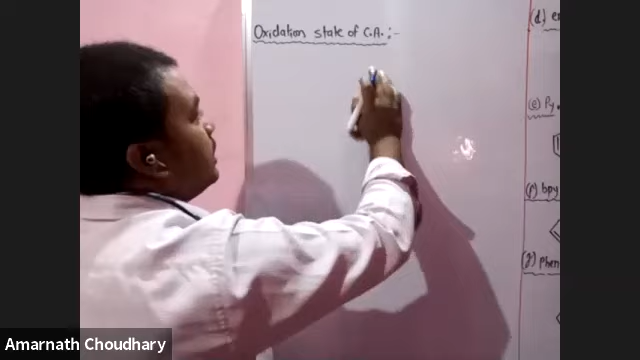 Oxidation state of C.A. :-
(d.) en
(e) Py.
(f) bpy
(g) Phen
Amarnath Choudhary